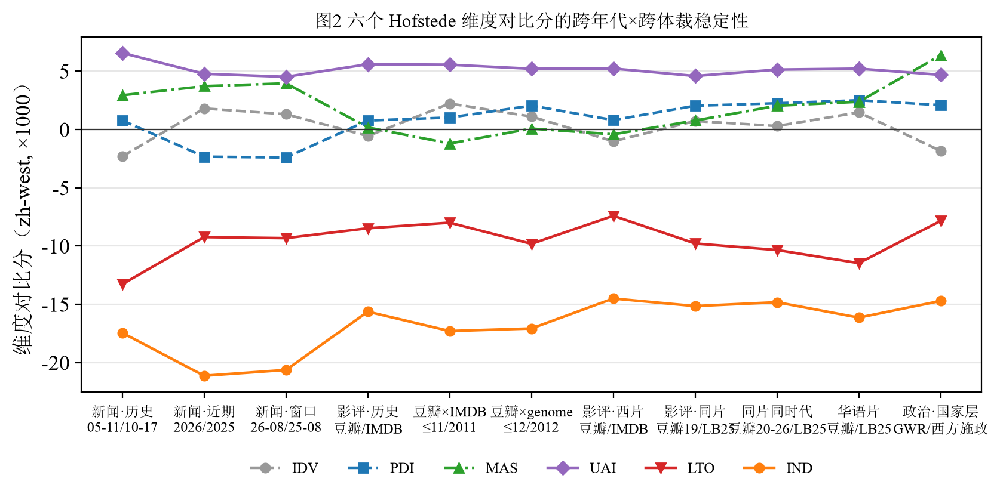 图2 六个 Hofstede 维度对比分的跨年代×跨体裁稳定性
维度对比分（zh-west, ×1000）
5
0
-5
-10
-15
-20
新闻·历史
05-11/10-17
新闻·近期
2026/2025
新闻·窗口
26-08/25-08
影评·历史
豆瓣/IMDB
豆瓣×IMDB
≤11/2011
豆瓣×genome
≤12/2012
影评·西片
豆瓣/IMDB
影评·同片
豆瓣19/LB25
同片同时代
豆瓣20-26/LB25
华语片
豆瓣/LB25
政治·国家层
GWR/西方施政
IDV
PDI
MAS
UAI
LTO
IND